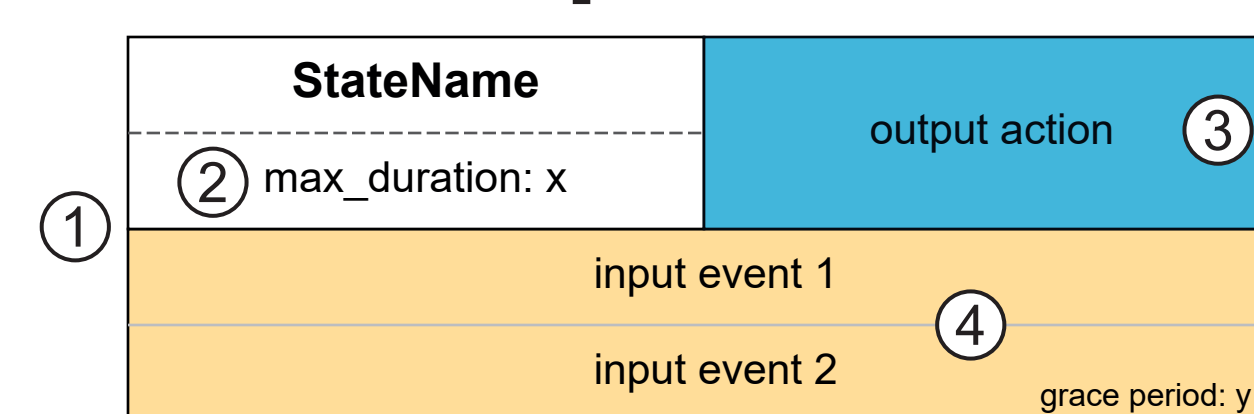 StateName
output action
3
2
max_duration: x
1
input event 1
4
input event 2
grace period: y